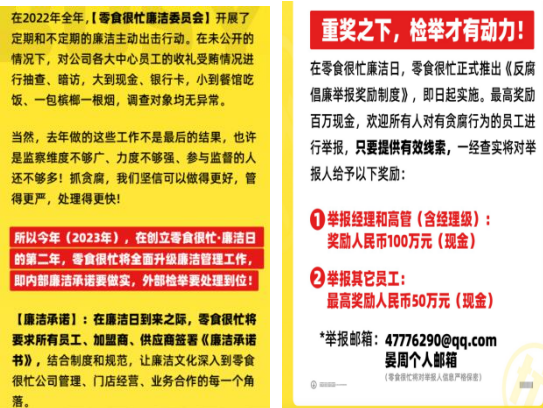 在2022年全年，【零食很忙廉洁委员会】开展了
定期和不定期的廉洁主动出击行动。在未公开的
情况下，对公司各大中心员工的收礼受贿情况进
行抽查、暗访，大到现金、银行卡，小到餐馆吃
饭、一包槟榔一根烟，调查对象均无异常。
当然，去年做的这些工作不是最后的结果，也许
是监察维度不够广、力度不够强、参与监督的人
还不够多！抓贪腐，我们坚信可以做得更好，管
得更严，处理得更快！
所以今年（2023年），在创立零食很忙·廉洁日
的第二年，零食很忙将全面升级廉洁管理工作，
即内部廉洁承诺要做实，外部检举要处理到位！
【廉洁承诺】：在廉洁日到来之际，零食很忙将
要求所有员工、加盟商、供应商签署《廉洁承诺
书》，结合制度和规范，让廉洁文化深入到零食
很忙公司管理、门店经营、业务合作的每一个角
落。
重奖之下，检举才有动力！
在零食很忙廉洁日，零食很忙正式推出《反腐
倡廉举报奖励制度》，即日起实施。最高奖励
百万现金，欢迎所有人对有贪腐行为的员工进
行举报，只要提供有效线索，一经查实将对举
报人给予以下奖励：
1 举报经理和高管（含经理级）：
奖励人民币100万元（现金）
2 举报其它员工：
最高奖励人民币50万元（现金）
*举报邮箱：47776290@qq.com
晏周个人邮箱
（零食很忙将对举报人信息严格保密）